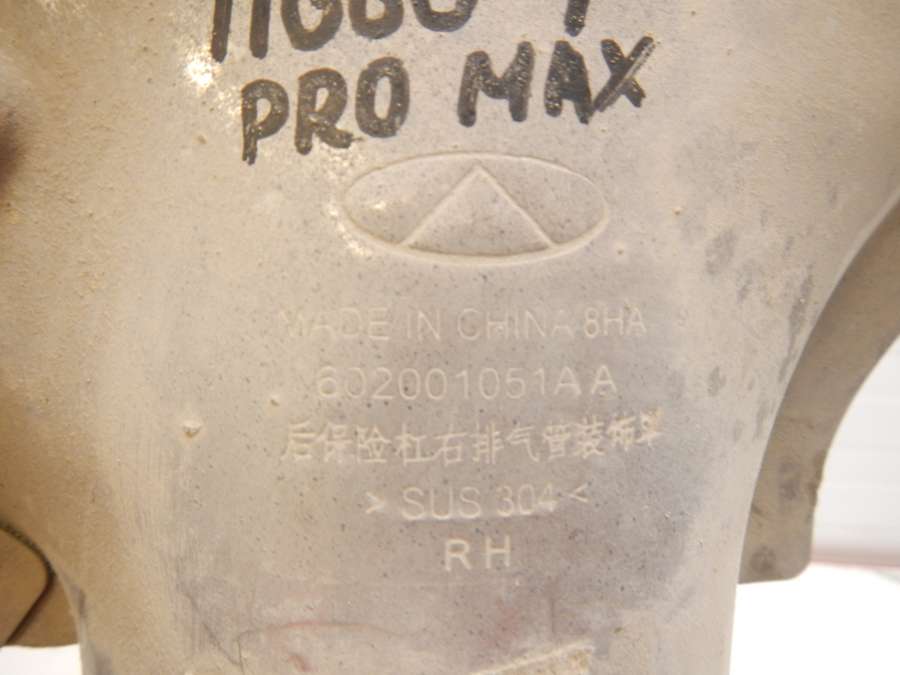 PRO MAX
MADE IN CHINA 8HA
602001051AA
后保险杠右排气管装饰罩
> SUS 304 <
RH